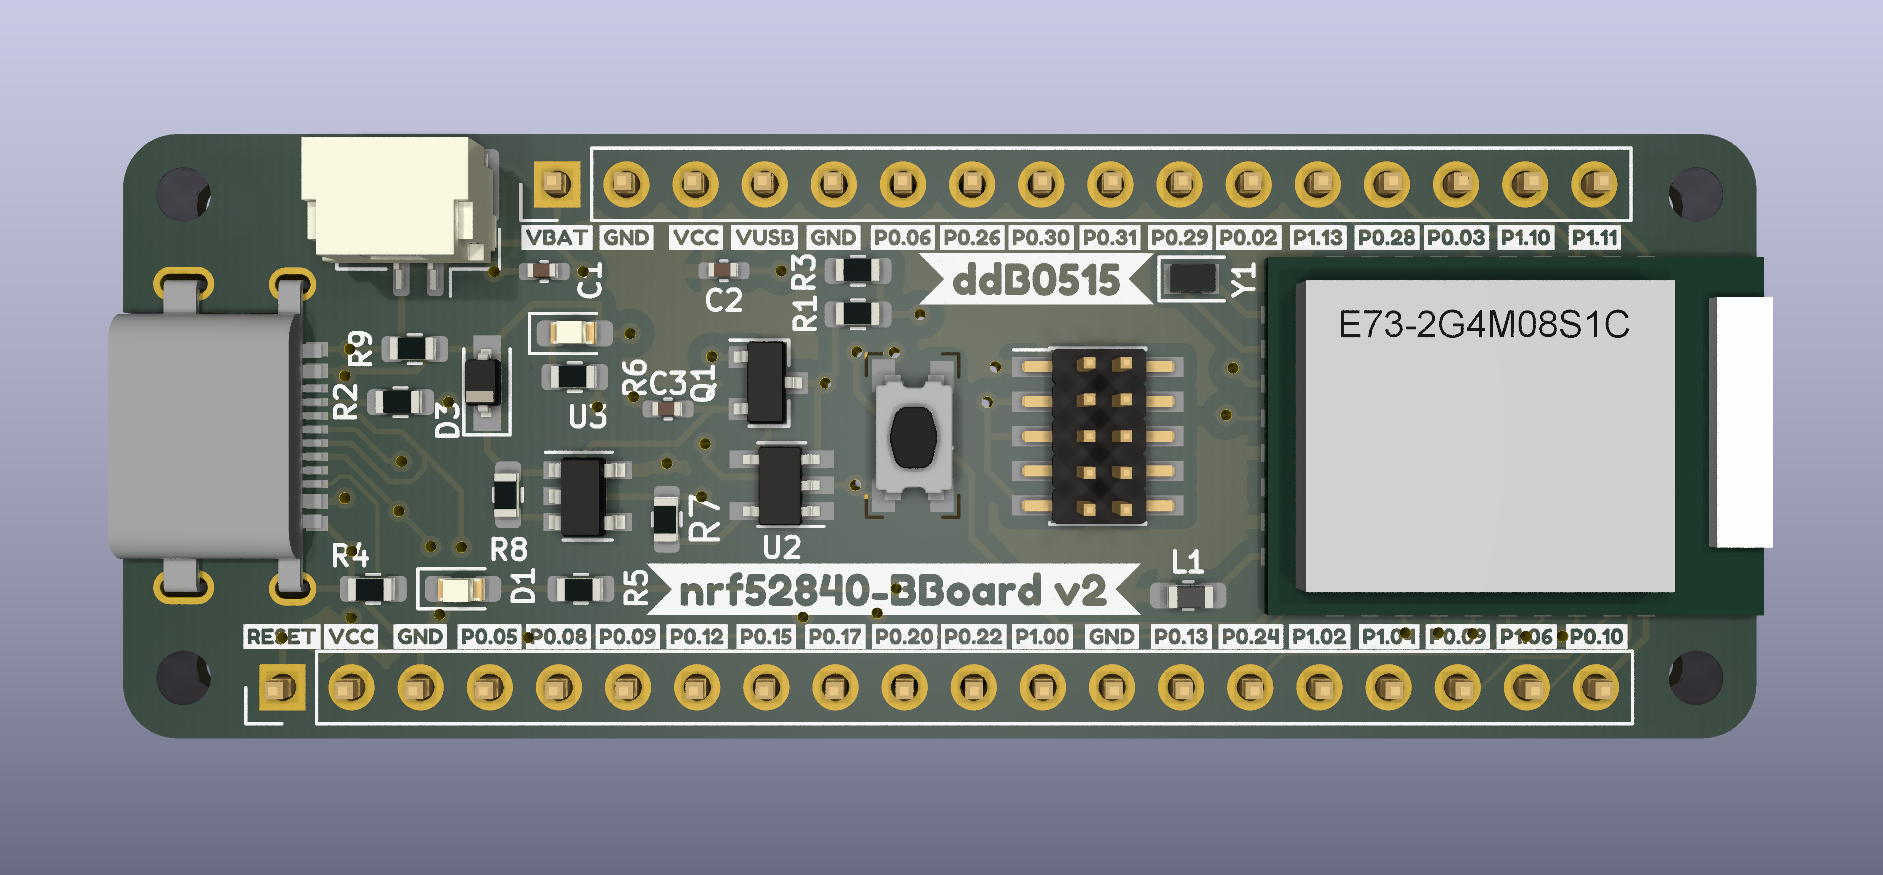 VBAT GND VCC VUSB GND P0.06 P0.26 P0.30 P0.31 P0.29 P0.02 P1.13 P0.28 P0.03 P1.10 P1.11
C1
C2
R3
R1
ddB0515
Y1
E73-2G4M08S1C
R9
R2
D3
U3
R6
C3
Q1
R4
R8
D1
R5
R7
U2
L1
nrf52840-BBoard v2
RESET VCC GND P0.05 P0.08 P0.09 P0.12 P0.15 P0.17 P0.20 P0.22 P1.00 GND P0.13 P0.24 P1.02 P1.04 P0.09 P1.06 P0.10